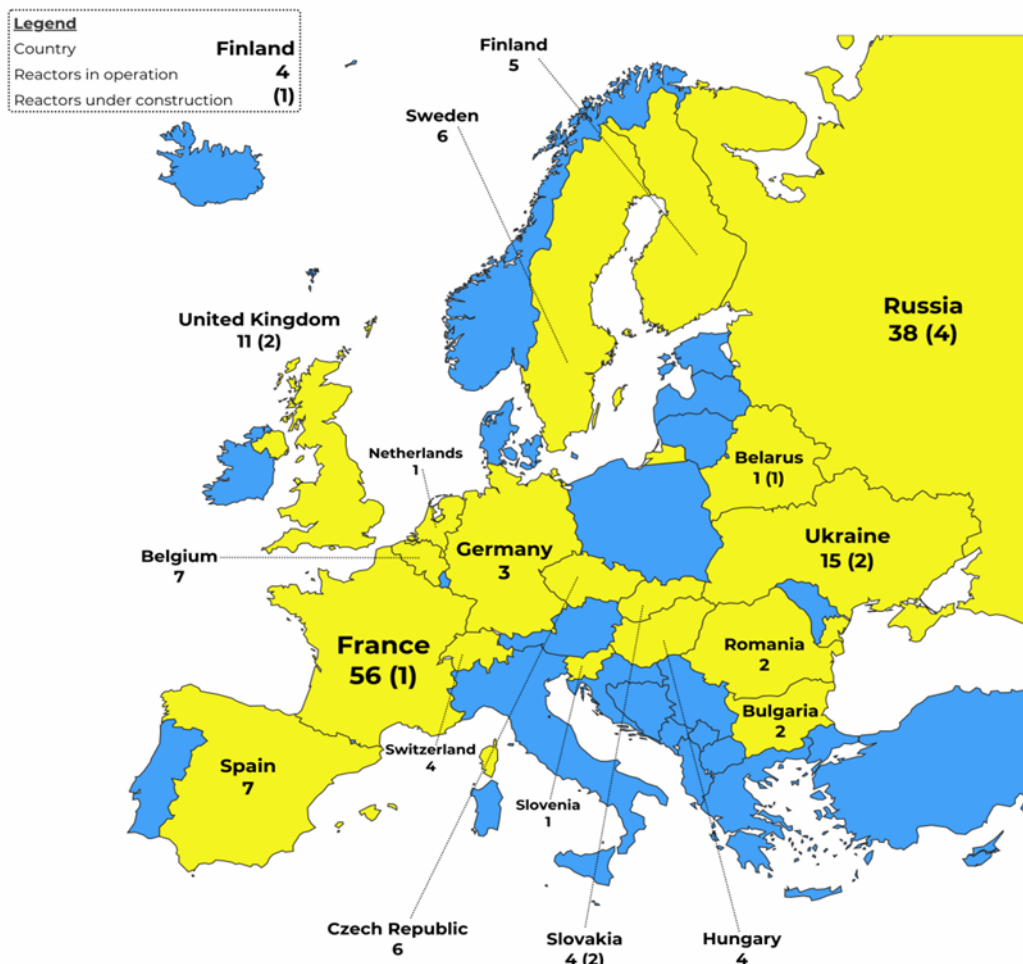 Legend
Country Finland
Reactors in operation 4
Reactors under construction (1)
Finland
5
Sweden
6
Russia
38 (4)
United Kingdom
11 (2)
Netherlands
1
Belarus
1 (1)
Belgium
7
Germany
3
Ukraine
15 (2)
France
56 (1)
Romania
2
Bulgaria
2
Switzerland
4
Spain
7
Slovenia
1
Czech Republic
6
Slovakia
4 (2)
Hungary
4